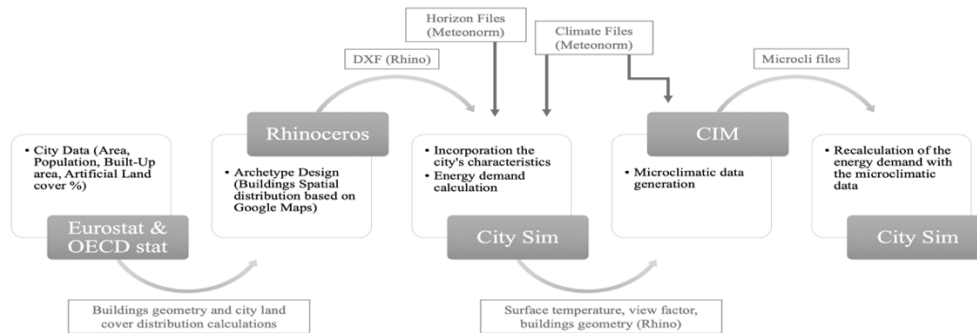 Horizon Files
(Meteonorm)
Climate Files
(Meteonorm)
DXF (Rhino)
Microcli files
Rhinoceros
CIM
• City Data (Area,
Population, Built-Up
area, Artificial Land
cover %)
• Archetype Design
(Buildings Spatial
distribution based on
Google Maps)
• Incorporation the
city's characteristics
• Energy demand
calculation
• Microclimatic data
generation
• Recalculation of the
energy demand with
the microclimatic
data
Eurostat &
OECD stat
City Sim
City Sim
Buildings geometry and city land
cover distribution calculations
Surface temperature, view factor,
buildings geometry (Rhino)